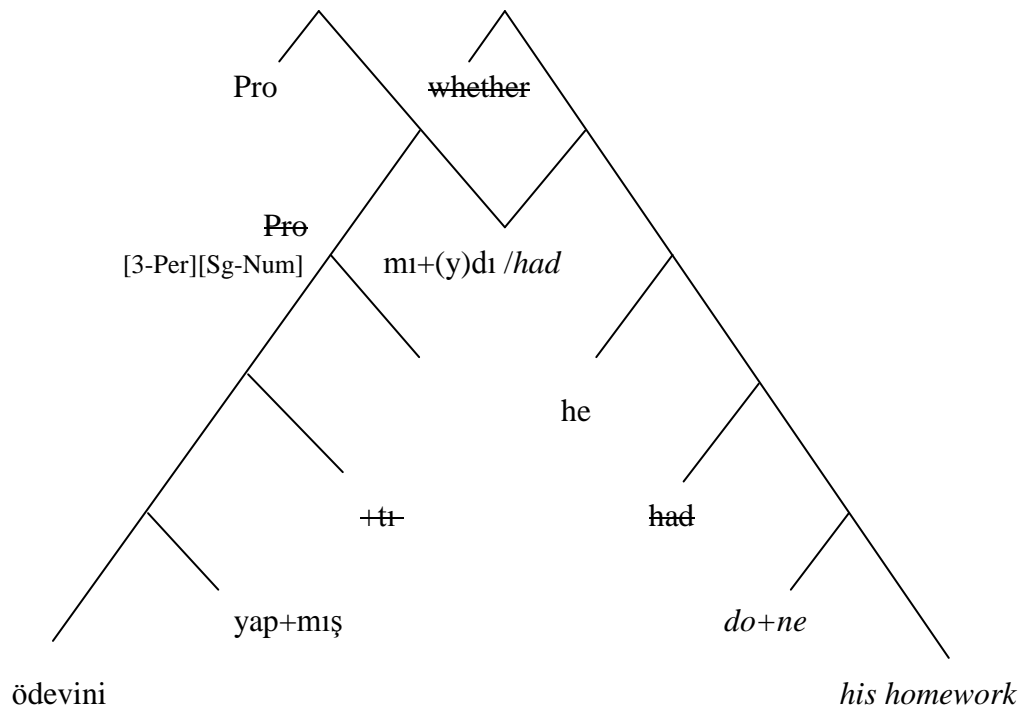 Pro whether
Pro
[3-Per][Sg-Num] mı+(y)dı /had
he
+tı had
yap+mış do+ne
ödevini his homework